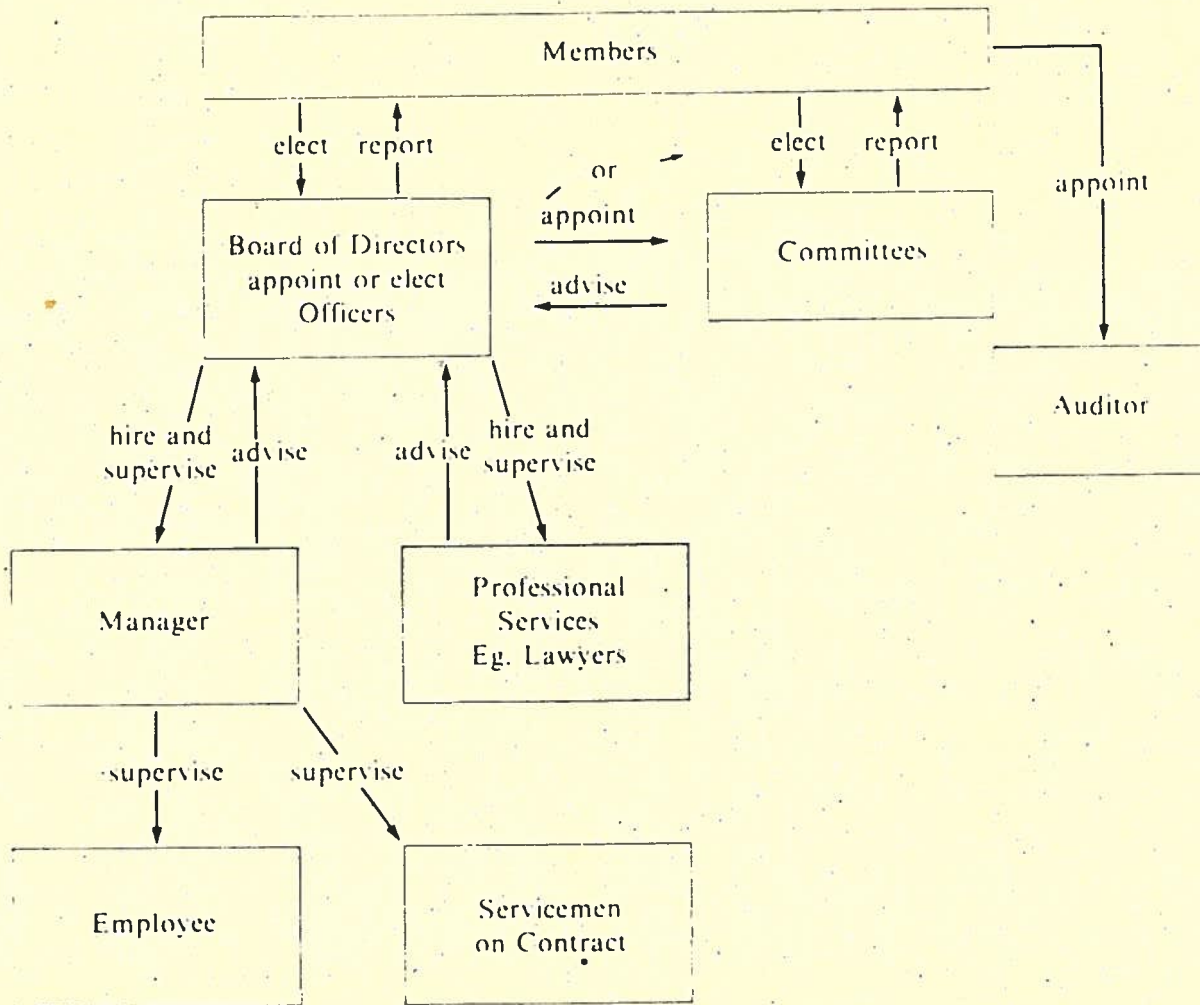 Members
elect report
elect report
appoint
or
appoint
advise
Board of Directors
appoint or elect
Officers
Committees
Auditor
hire and
supervise
advise
advise
hire and
supervise
Manager
Professional
Services
Eg. Lawyers
supervise
supervise
Employee
Servicemen
on Contract